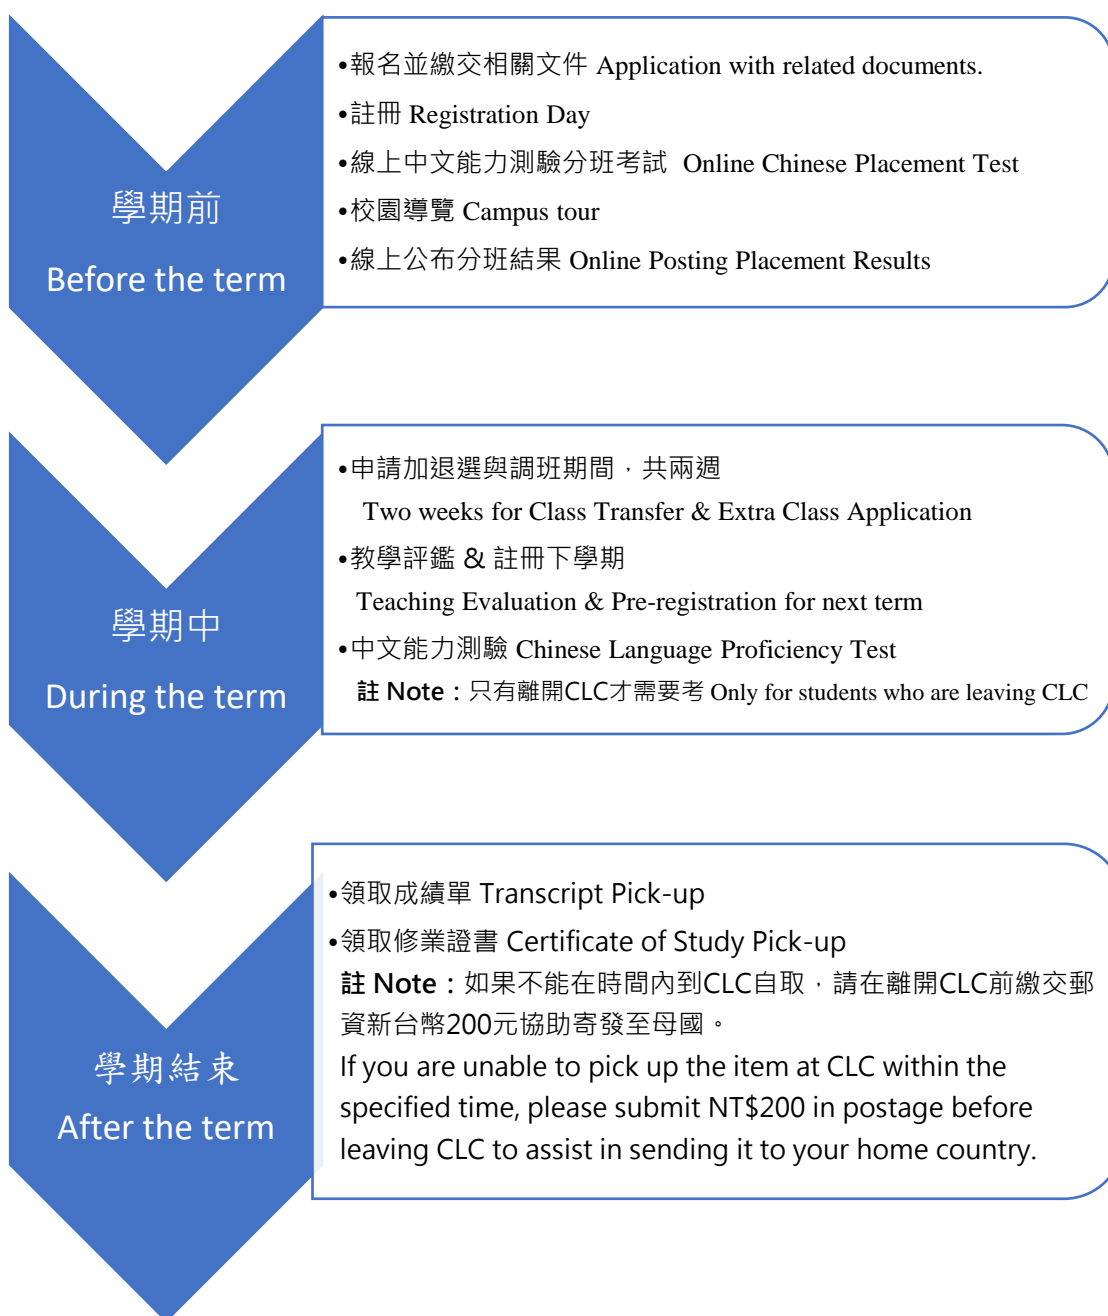 學期前
Before the term
•報名並繳交相關文件 Application with related documents.
•註冊 Registration Day
•線上中文能力測驗分班考試 Online Chinese Placement Test
•校園導覽 Campus tour
•線上公布分班結果 Online Posting Placement Results
學期中
During the term
•申請加退選與調班期間，共兩週
Two weeks for Class Transfer & Extra Class Application
•教學評鑑 & 註冊下學期
Teaching Evaluation & Pre-registration for next term
•中文能力測驗 Chinese Language Proficiency Test
註 Note：只有離開CLC才需要考 Only for students who are leaving CLC
學期結束
After the term
•領取成績單 Transcript Pick-up
•領取修業證書 Certificate of Study Pick-up
註 Note：如果不能在時間內到CLC自取，請在離開CLC前繳交郵
資新台幣200元協助寄發至母國。
If you are unable to pick up the item at CLC within the
specified time, please submit NT$200 in postage before
leaving CLC to assist in sending it to your home country.